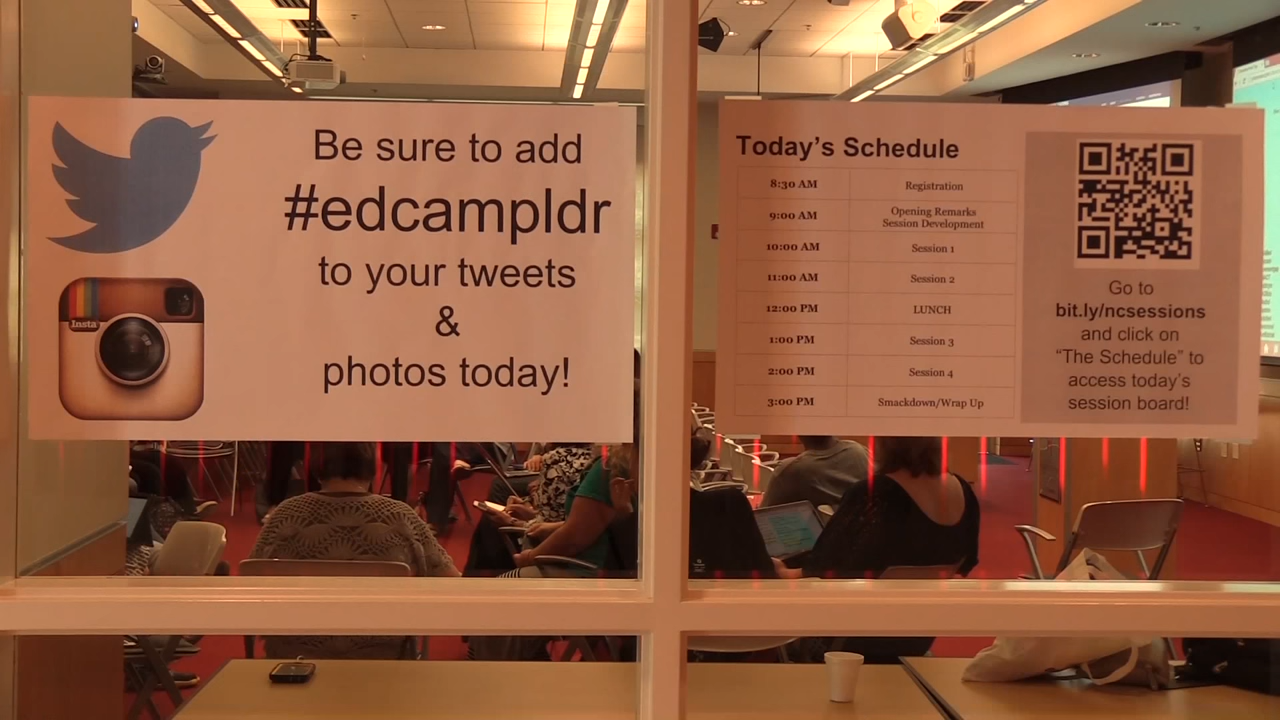 Be sure to add
#edcampldr
to your tweets
&
photos today!
Insta
Today's Schedule
8:30 AM Registration
9:00 AM Opening Remarks
Session Development
10:00 AM Session 1
11:00 AM Session 2
12:00 PM LUNCH
1:00 PM Session 3
2:00 PM Session 4
3:00 PM Smackdown/Wrap Up
Go to
bit.ly/ncsessions
and click on
“The Schedule” to
access today's
session board!